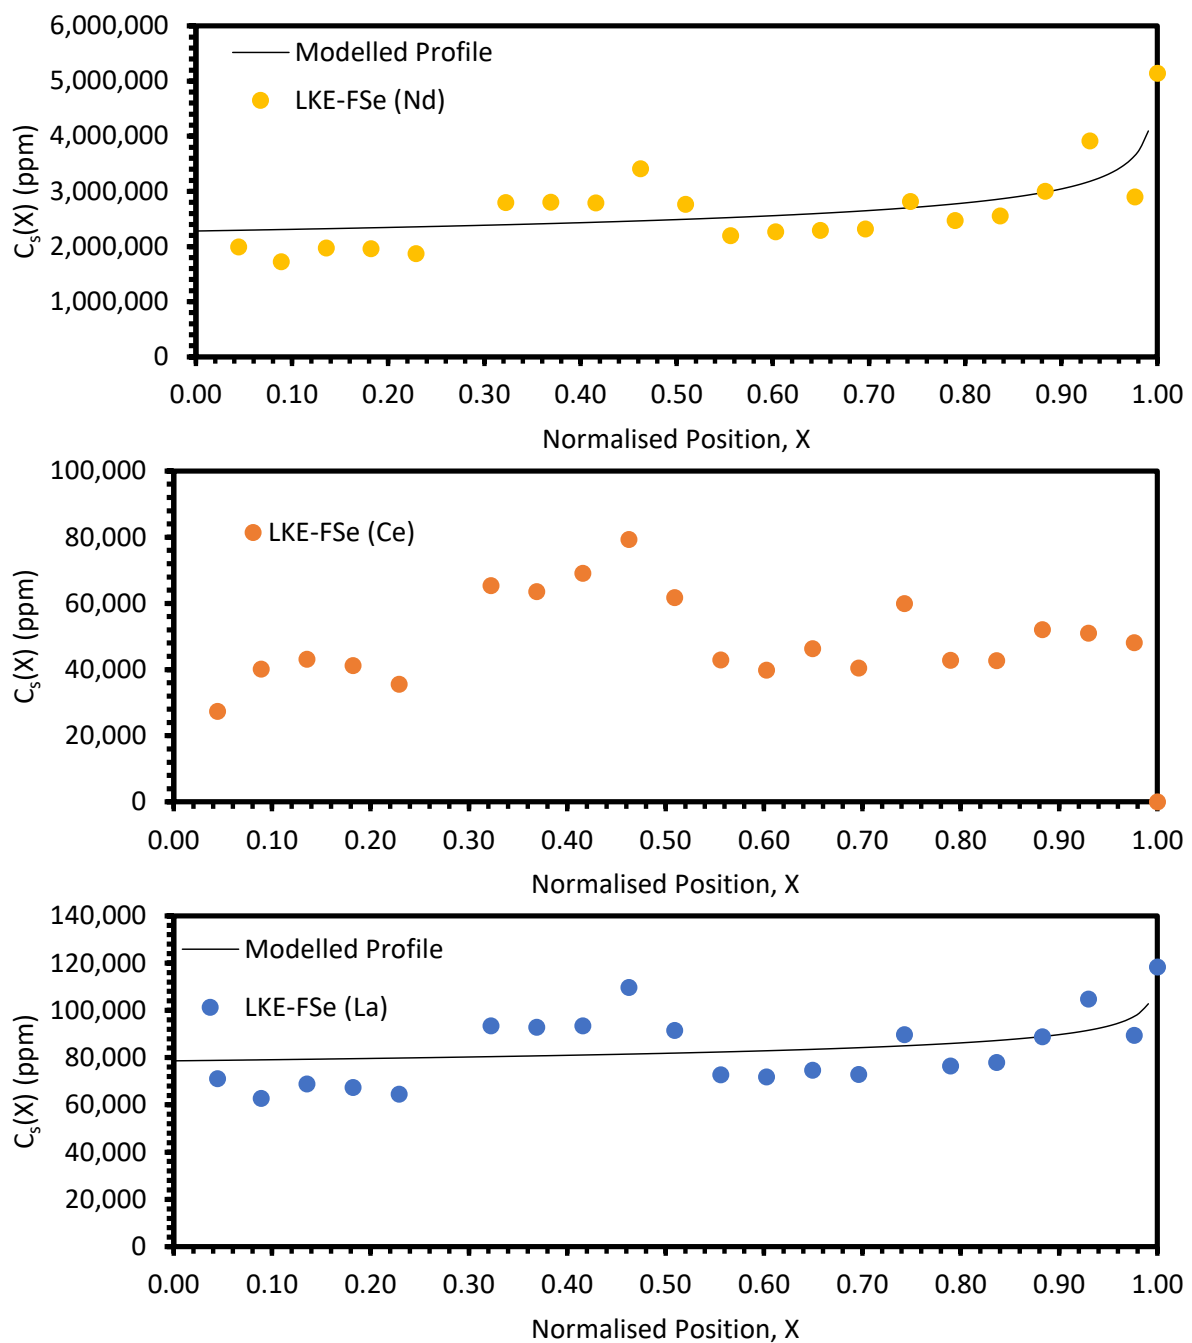 6,000,000
5,000,000
4,000,000
3,000,000
2,000,000
1,000,000
0
Cs(X) (ppm)
Modelled Profile
LKE-FSe (Nd)
0.00 0.10 0.20 0.30 0.40 0.50 0.60 0.70 0.80 0.90 1.00
Normalised Position, X
100,000
80,000
60,000
40,000
20,000
0
Cs(X) (ppm)
LKE-FSe (Ce)
0.00 0.10 0.20 0.30 0.40 0.50 0.60 0.70 0.80 0.90 1.00
Normalised Position, X
140,000
120,000
100,000
80,000
60,000
40,000
20,000
0
Cs(X) (ppm)
Modelled Profile
LKE-FSe (La)
0.00 0.10 0.20 0.30 0.40 0.50 0.60 0.70 0.80 0.90 1.00
Normalised Position, X